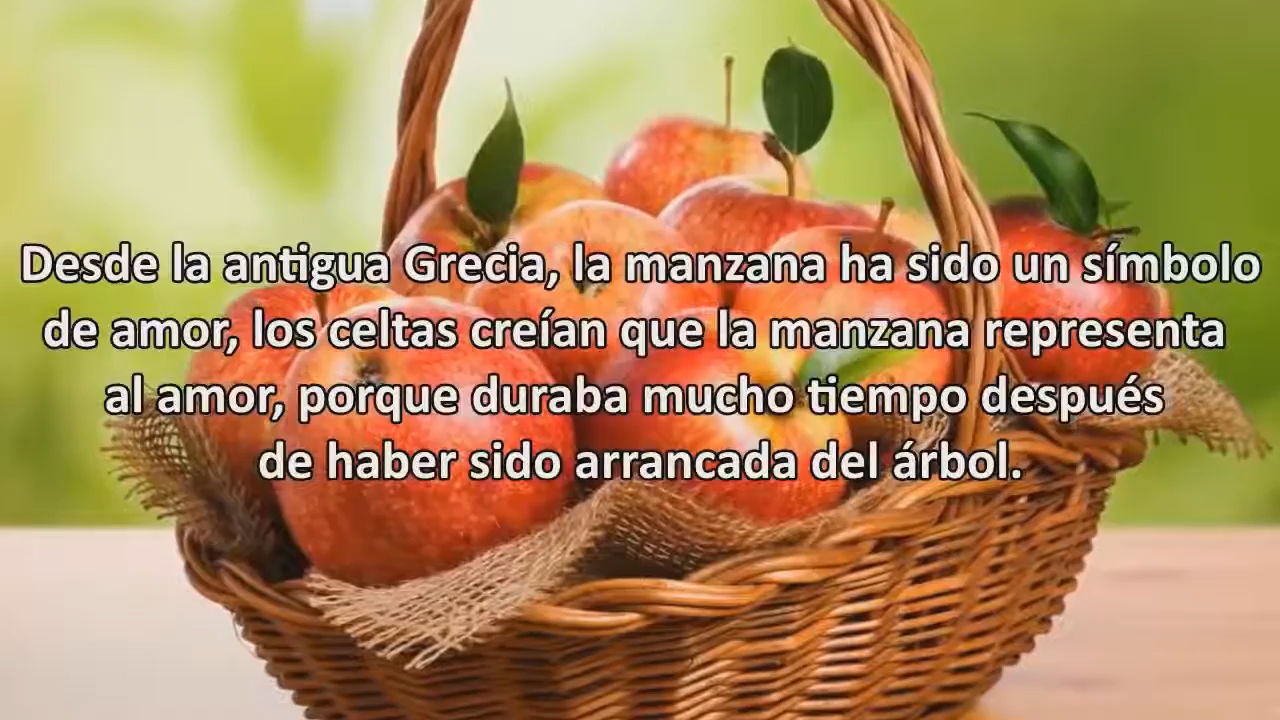 Desde la antigua Grecia, la manzana ha sido un símbolo
de amor, los celtas creían que la manzana representa
al amor, porque duraba mucho tiempo después
de haber sido arrancada del árbol.